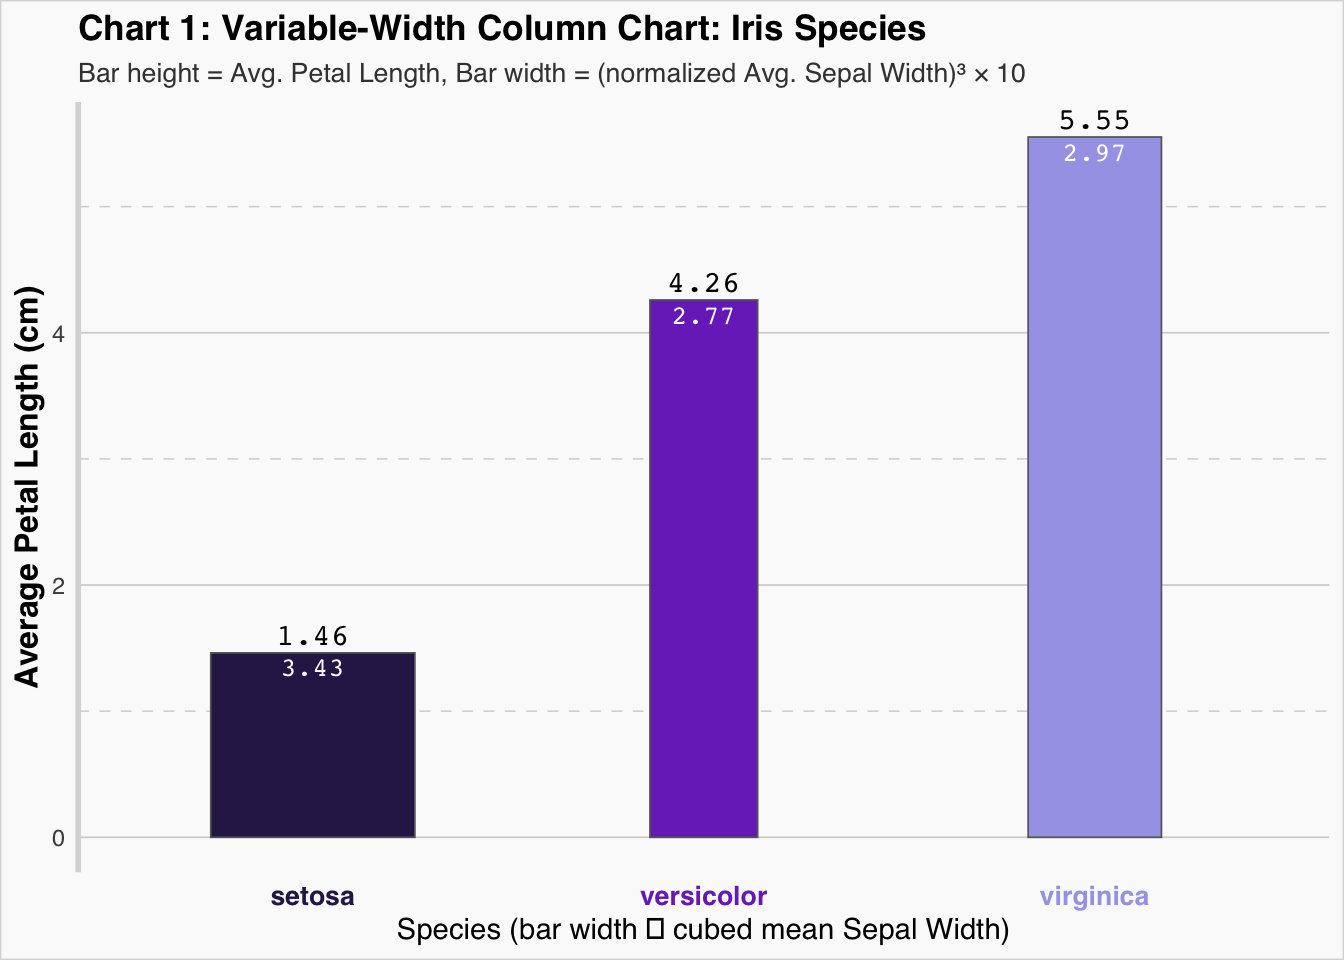 Chart 1: Variable-Width Column Chart: Iris Species
Bar height = Avg. Petal Length, Bar width = (normalized Avg. Sepal Width)³ × 10
Average Petal Length (cm)
5.55
2.97
4.26
2.77
4
2
1.46
3.43
0
setosa
versicolor
virginica
Species (bar width □ cubed mean Sepal Width)